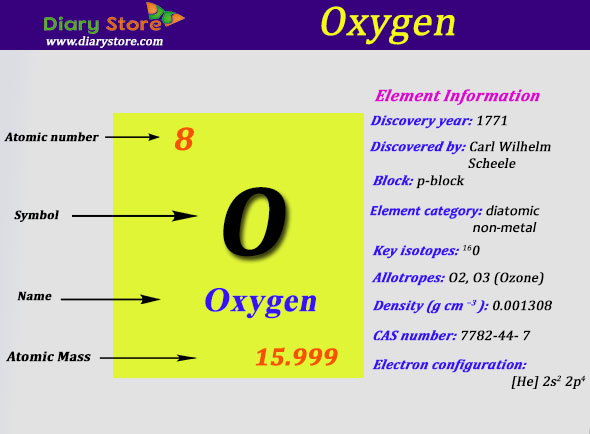 Diary Store
www.diarystore.com
Oxygen
Atomic number
8
Symbol
O
Name
Oxygen
Atomic Mass
15.999
Element Information
Discovery year: 1771
Discovered by: Carl Wilhelm
Scheele
Block: p-block
Element category: diatomic
non-metal
Key isotopes: ¹⁶0
Allotropes: O2, O3 (Ozone)
Density (g cm ⁻³ ): 0.001308
CAS number: 7782-44- 7
Electron configuration:
[He] 2s² 2p⁴